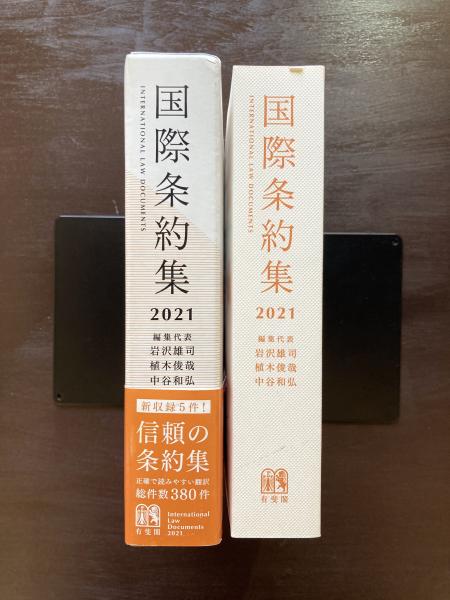 国際条約集
INTERNATIONAL LAW DOCUMENTS
2021
編集代表
岩沢雄司
植木俊哉
中谷和弘
新収録5件!
信頼の
条約集
正確で読みやすい翻訳
総件数380件
有斐閣
International
Law
Documents
2021
国際条約集
INTERNATIONAL LAW DOCUMENTS
2021
編集代表
岩沢雄司
植木俊哉
中谷和弘
有斐閣